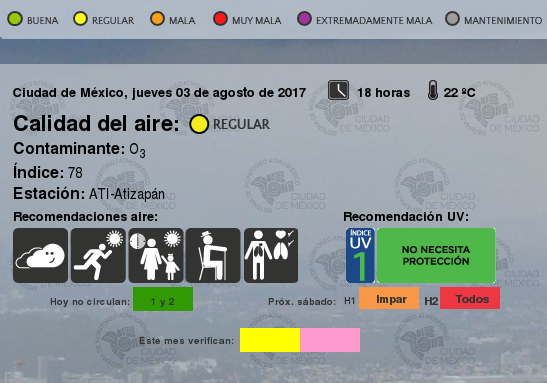 BUENA REGULAR MALA MUY MALA EXTREMADAMENTE MALA MANTENIMIENTO
Ciudad de México, jueves 03 de agosto de 2017 18 horas 22 ºC
Calidad del aire: REGULAR
Contaminante: O3
Índice: 78
Estación: ATI-Atizapán
Recomendaciones aire: Recomendación UV:
ÍNDICE
UV
1
NO NECESITA
PROTECCIÓN
Hoy no circulan: 1 y 2 Próx. sábado: H1 Impar H2 Todos
Este mes verifican: